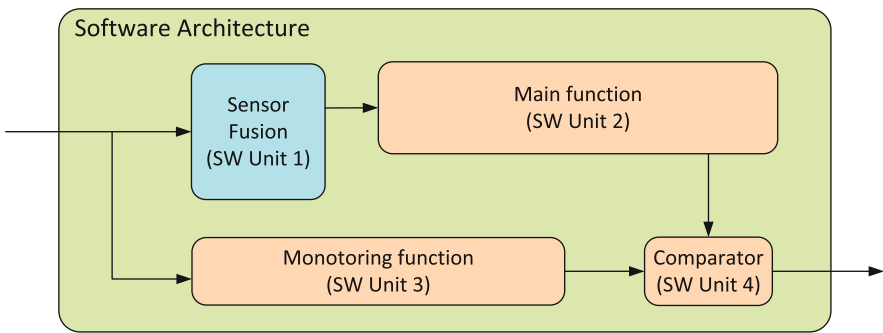 Software Architecture
Sensor
Fusion
(SW Unit 1)
Main function
(SW Unit 2)
Monotoring function
(SW Unit 3)
Comparator
(SW Unit 4)